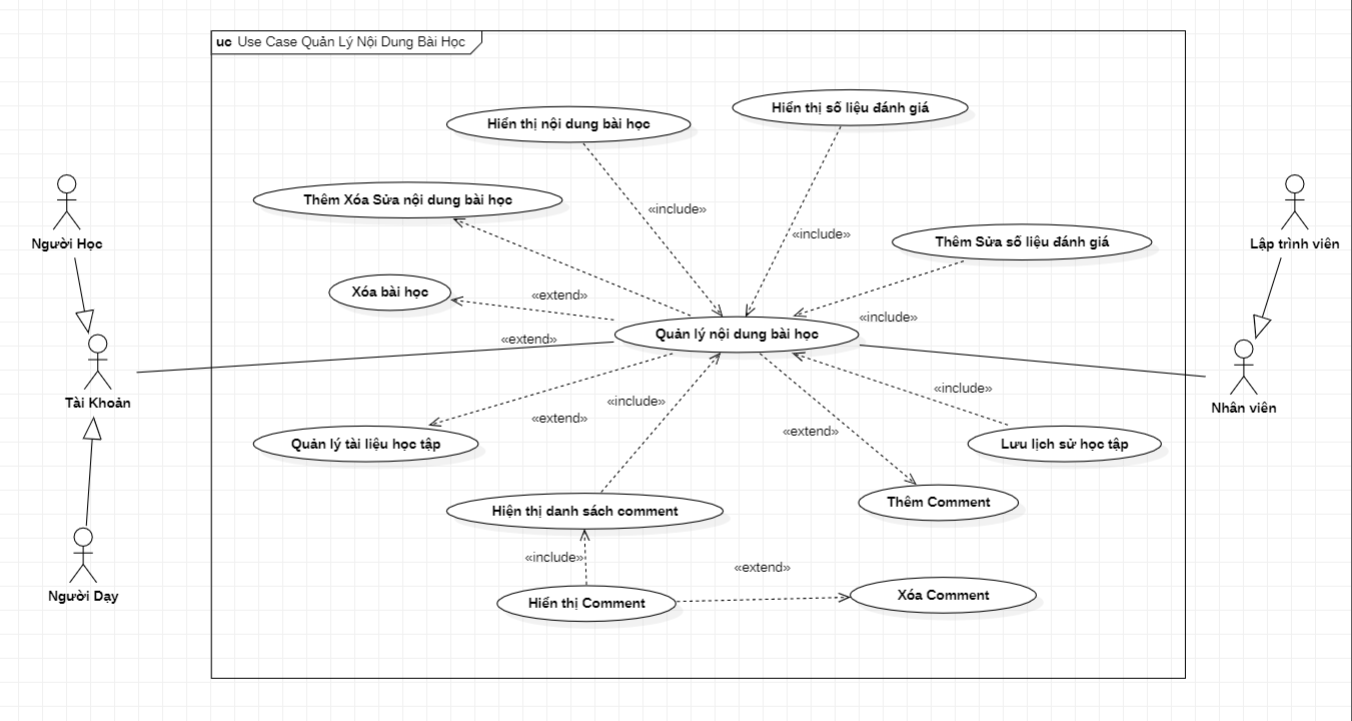 uc Use Case Quản Lý Nội Dung Bài Học
Hiển thị số liệu đánh giá
Hiển thị nội dung bài học
Thêm Xóa Sửa nội dung bài học
«include»
«include»
Thêm Sửa số liệu đánh giá
Người Học
Lập trình viên
Xóa bài học
«extend»
«include»
Quản lý nội dung bài học
«extend»
Tài Khoản
Nhân viên
«include»
«include»
«extend»
«extend»
Quản lý tài liệu học tập
Lưu lịch sử học tập
Thêm Comment
Hiện thị danh sách comment
«include»
«extend»
Người Dạy
Xóa Comment
Hiển thị Comment